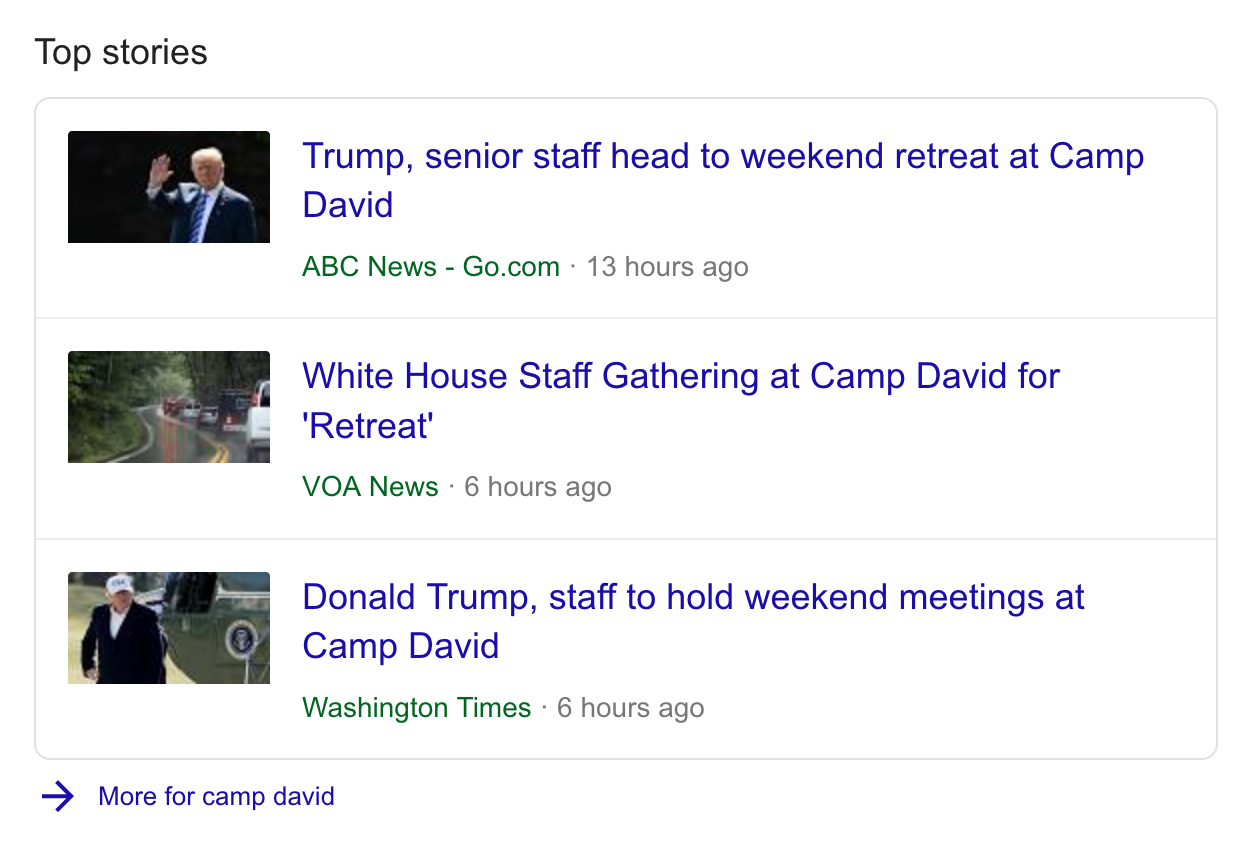 Top stories
Trump, senior staff head to weekend retreat at Camp
David
ABC News - Go.com · 13 hours ago
White House Staff Gathering at Camp David for
'Retreat'
VOA News · 6 hours ago
Donald Trump, staff to hold weekend meetings at
Camp David
Washington Times · 6 hours ago
More for camp david